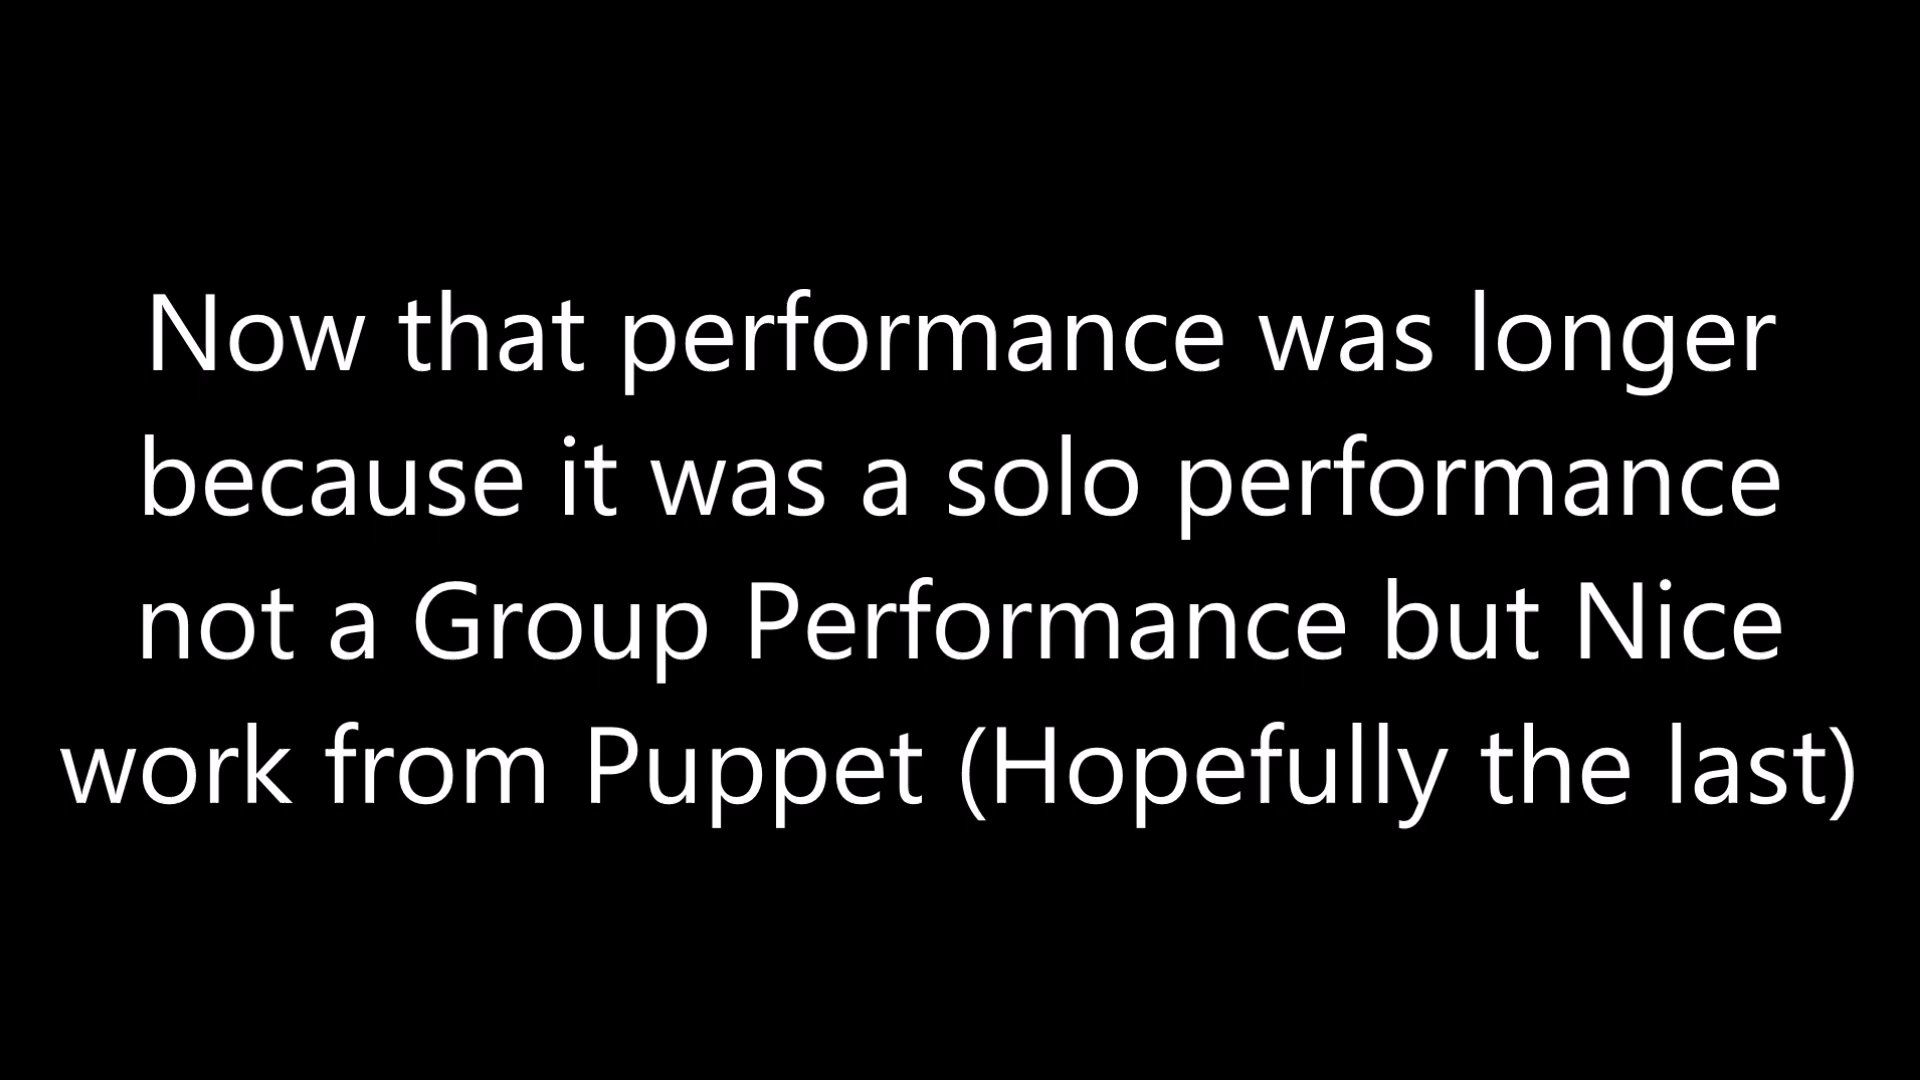 Now that performance was longer
because it was a solo performance
not a Group Performance but Nice
work from Puppet (Hopefully the last)